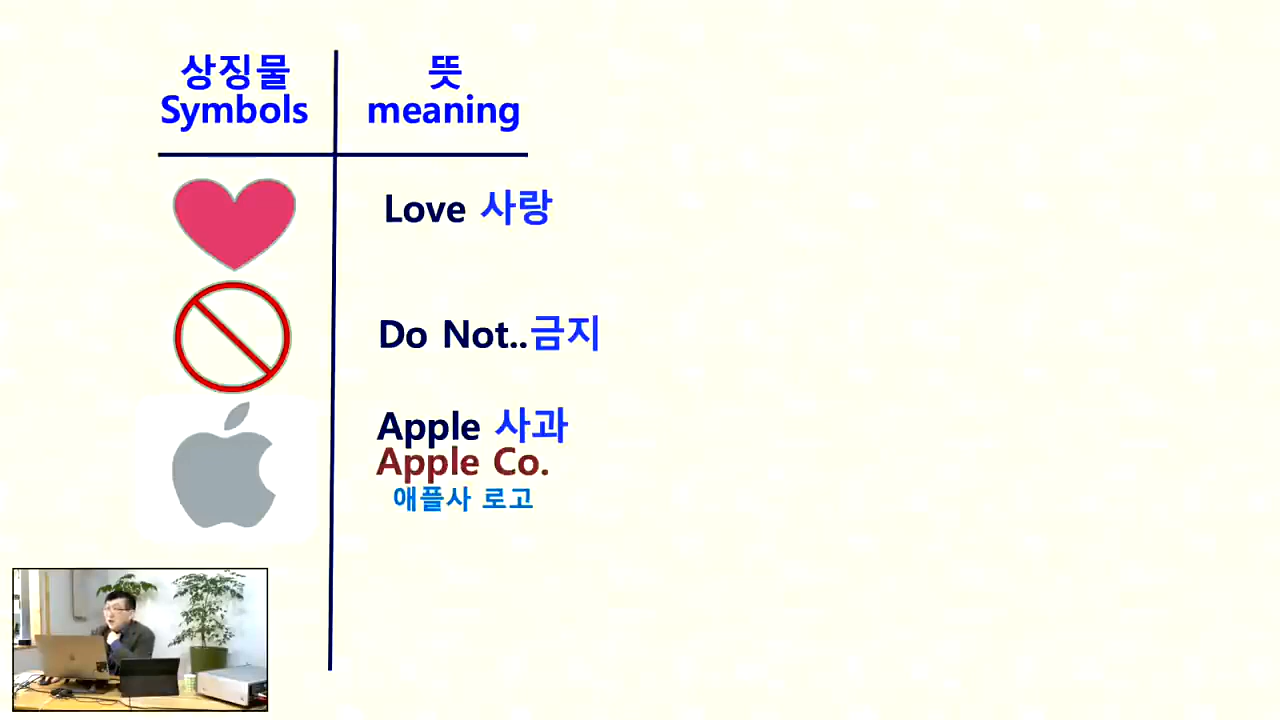 상징물
Symbols
뜻
meaning
Love 사랑
Do Not..금지
Apple 사과
Apple Co.
애플사 로고